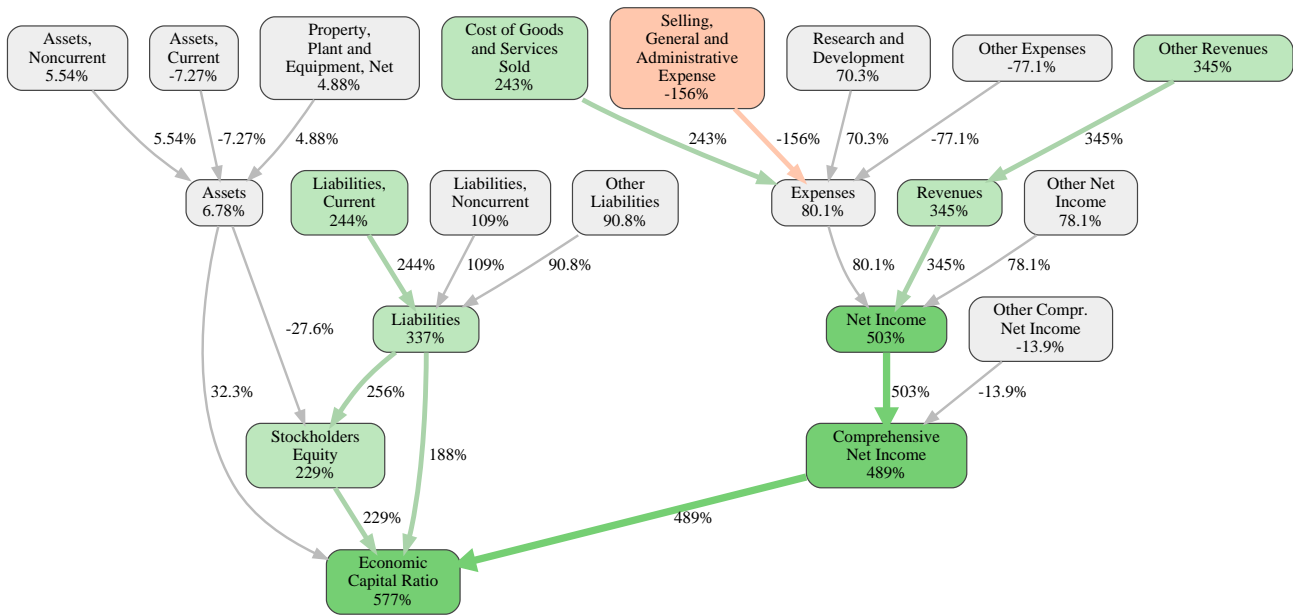 Assets,
Noncurrent
5.54%
Assets,
Current
-7.27%
Property,
Plant and
Equipment, Net
4.88%
Cost of Goods
and Services
Sold
243%
Selling,
General and
Administrative
Expense
-156%
Research and
Development
70.3%
Other Expenses
-77.1%
Other Revenues
345%
5.54%
-7.27%
4.88%
243%
-156%
70.3%
-77.1%
345%
Assets
6.78%
Liabilities,
Current
244%
Liabilities,
Noncurrent
109%
Other
Liabilities
90.8%
Expenses
80.1%
Revenues
345%
Other Net
Income
78.1%
244%
109%
90.8%
80.1%
345%
78.1%
Liabilities
337%
Net Income
503%
Other Compr.
Net Income
-13.9%
-27.6%
32.3%
256%
503%
-13.9%
Stockholders
Equity
229%
188%
Comprehensive
Net Income
489%
229%
489%
Economic
Capital Ratio
577%